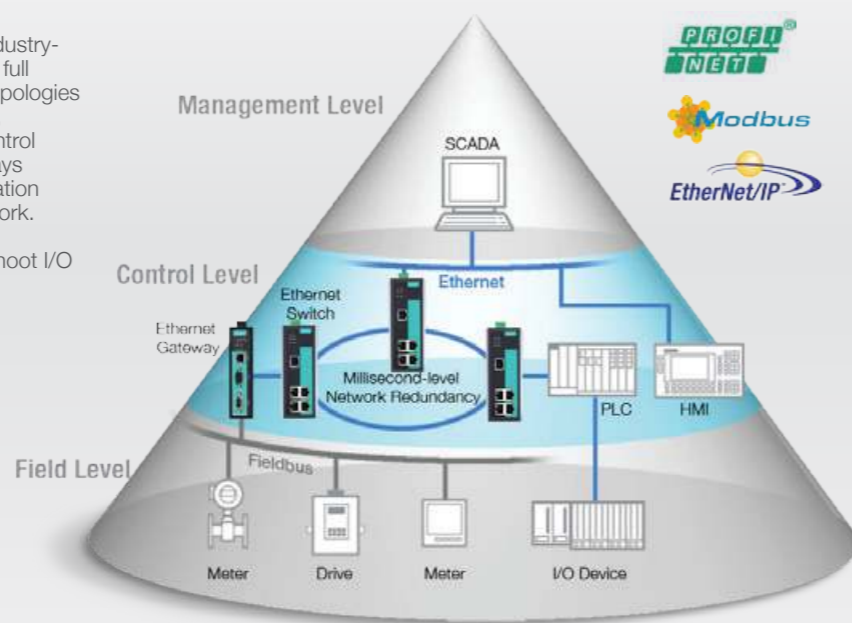 dustry-
full
pologies
ntrol
ays
ation
ork.
hoot I/O
PROFI
NET
Modbus
EtherNet/IP
Management Level
SCADA
Control Level
Ethernet
Ethernet
Switch
Ethernet
Gateway
Millisecond-level
Network Redundancy
PLC
HMI
Field Level
Fieldbus
Meter
Drive
Meter
I/O Device